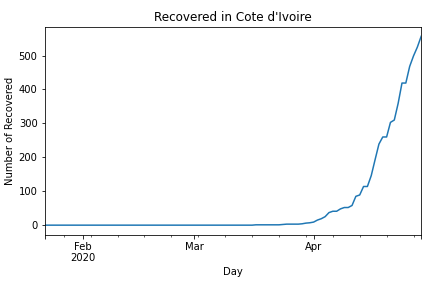 Recovered in Cote d'Ivoire
Number of Recovered
500
400
300
200
100
0
Feb
2020
Mar
Apr
Day